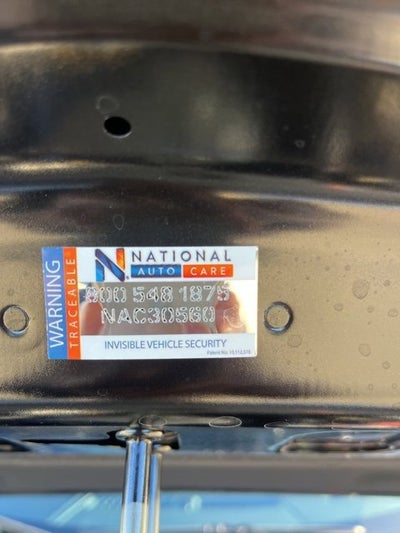 WARNING
TRACEABLE
N. NATIONAL
AUTO CARE
800 548 1875
NAC30560
INVISIBLE VEHICLE SECURITY